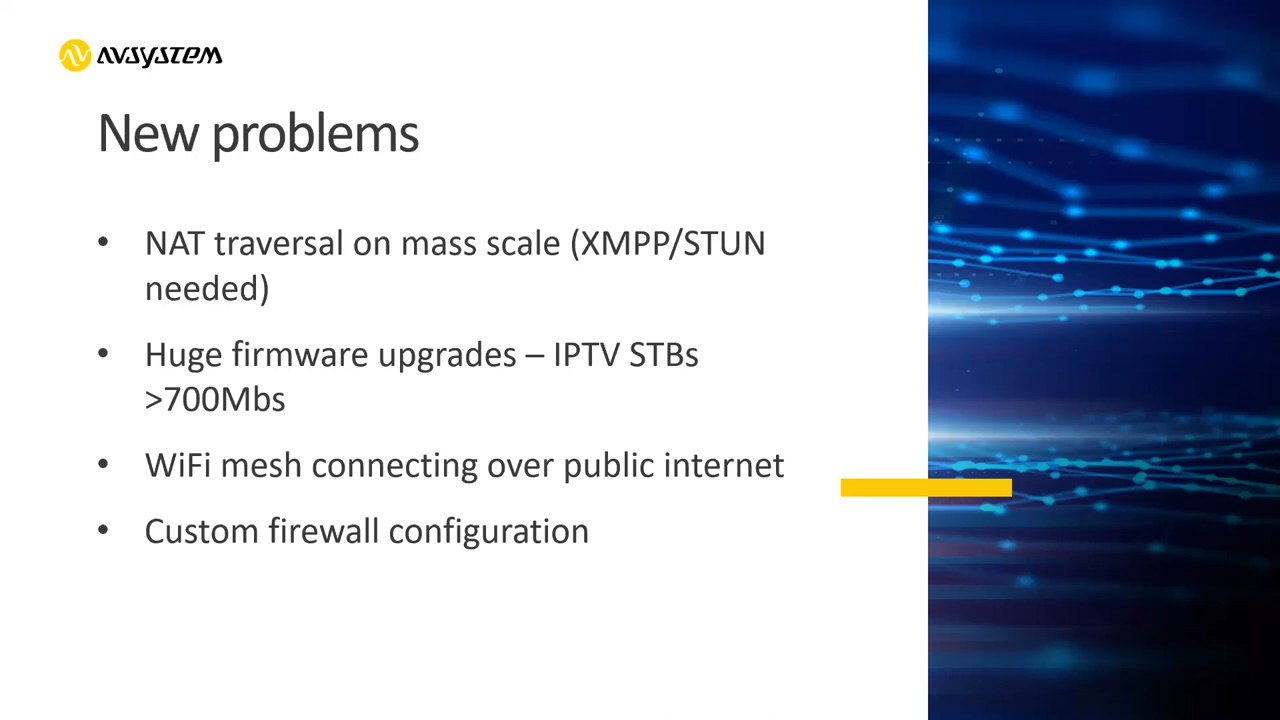 AVSYSTEM
New problems
• NAT traversal on mass scale (XMPP/STUN
needed)
• Huge firmware upgrades – IPTV STBs
>700Mbs
• WiFi mesh connecting over public internet
• Custom firewall configuration